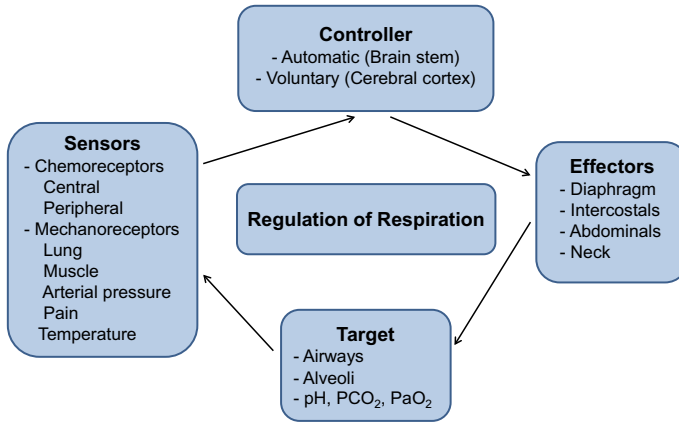 Controller
- Automatic (Brain stem)
- Voluntary (Cerebral cortex)
Sensors
- Chemoreceptors
Central
Peripheral
- Mechanoreceptors
Lung
Muscle
Arterial pressure
Pain
Temperature
Regulation of Respiration
Effectors
- Diaphragm
- Intercostals
- Abdominals
- Neck
Target
- Airways
- Alveoli
- pH, PCO₂, PaO₂